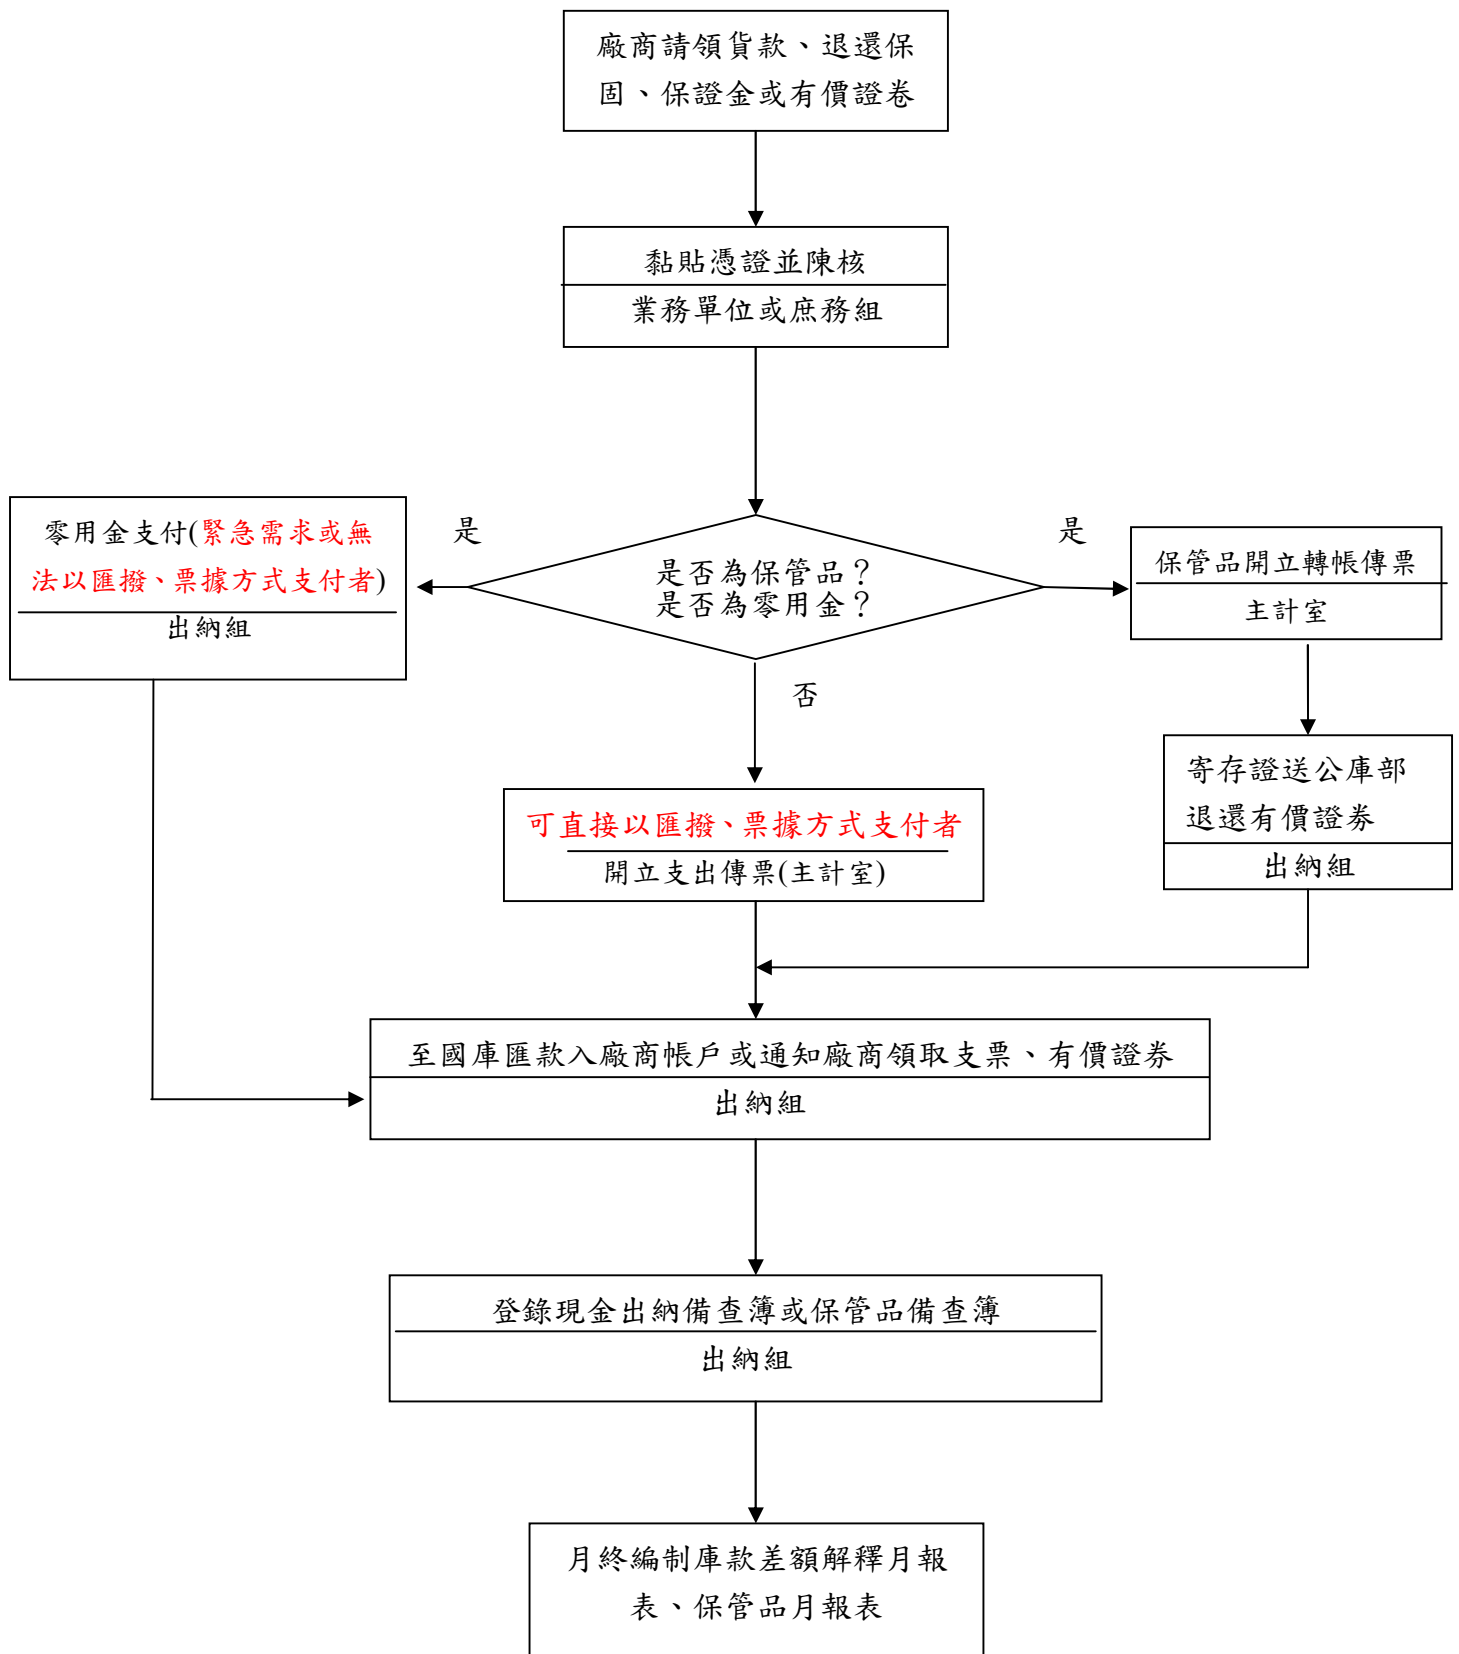 廠商請領貨款、退還保
固、保證金或有價證卷
黏貼憑證並陳核
業務單位或庶務組
零用金支付(緊急需求或無
法以匯撥、票據方式支付者)
出納組
是
是否為保管品?
是否為零用金?
是
保管品開立轉帳傳票
主計室
否
寄存證送公庫部
退還有價證券
出納組
可直接以匯撥、票據方式支付者
開立支出傳票(主計室)
至國庫匯款入廠商帳戶或通知廠商領取支票、有價證券
出納組
登錄現金出納備查簿或保管品備查簿
出納組
月終編制庫款差額解釋月報
表、保管品月報表